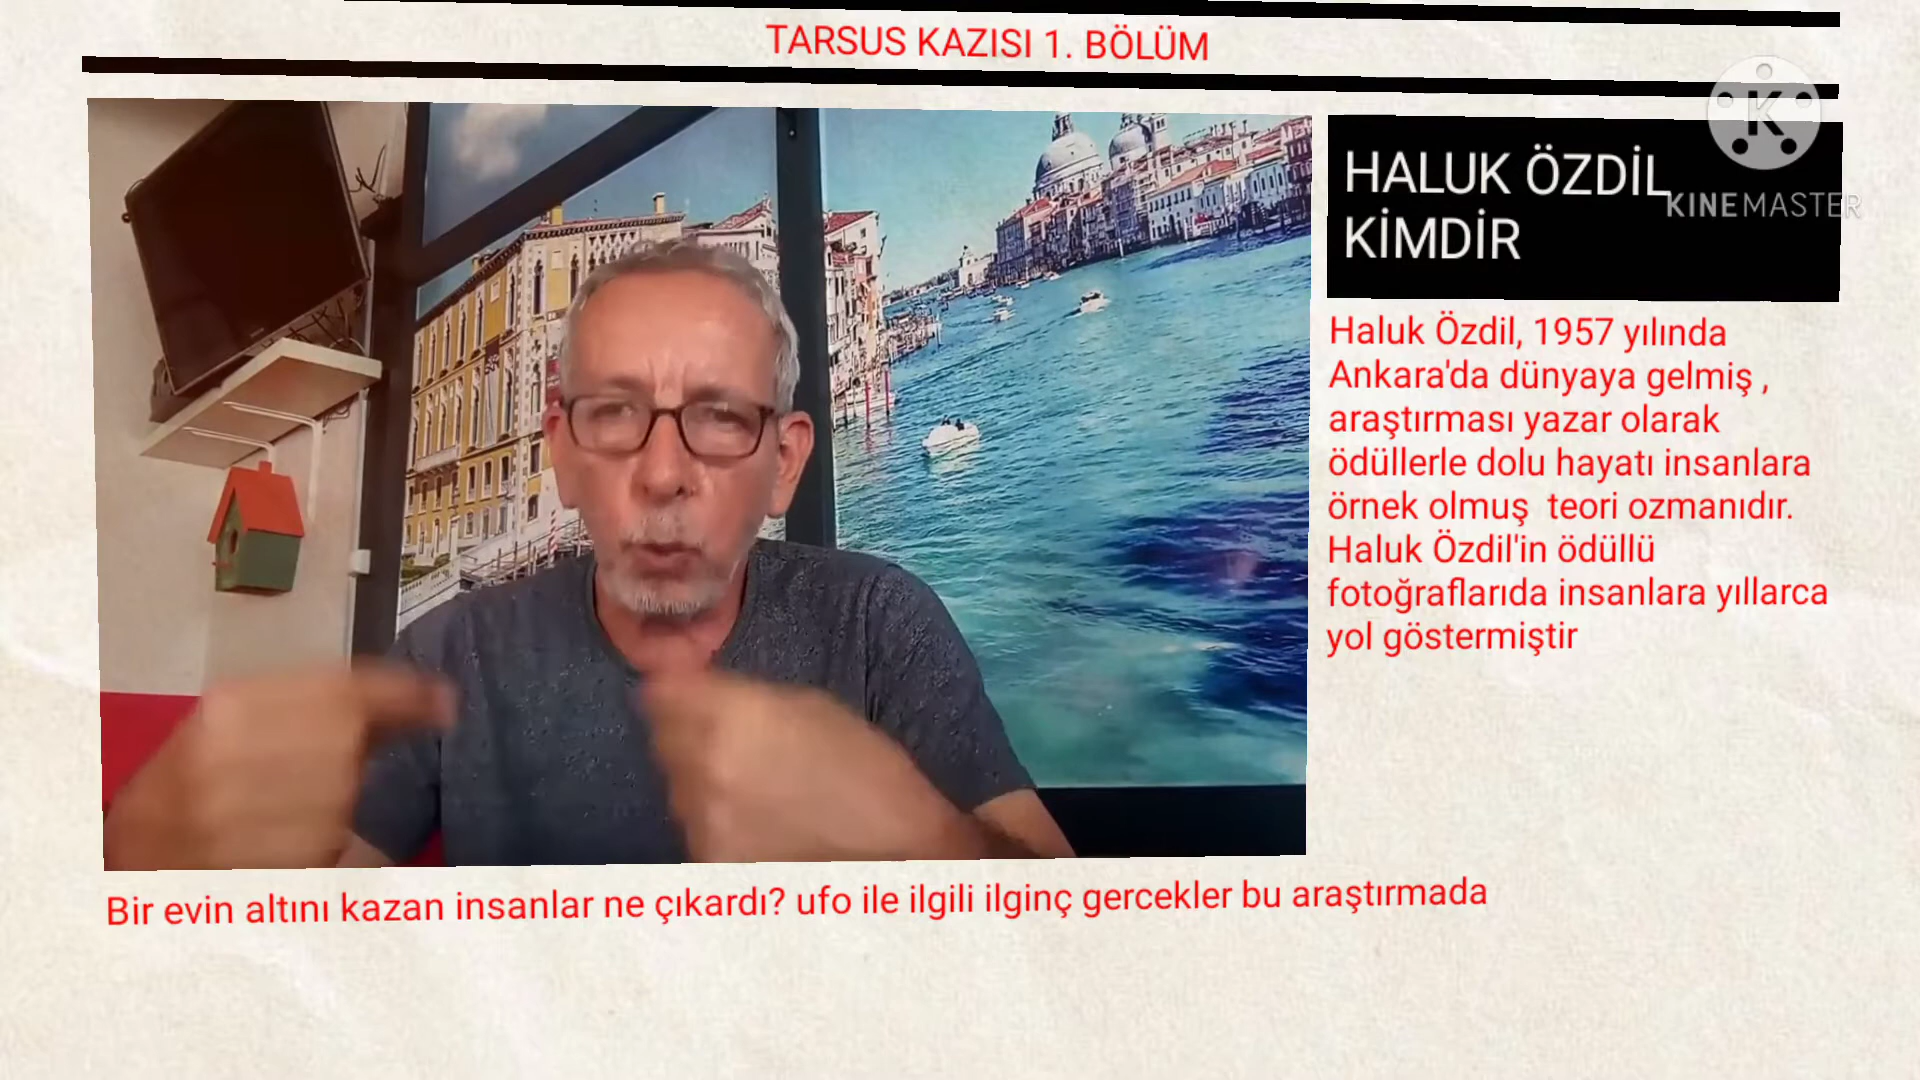 TARSUS KAZISI 1. BÖLÜM
HALUK ÖZDİL
KİMDİR
K
KINEMASTER
Haluk Özdil, 1957 yılında
Ankara'da dünyaya gelmiş ,
araştırması yazar olarak
ödüllerle dolu hayatı insanlara
örnek olmuş  teori ozmanıdır.
Haluk Özdil'in ödüllü
fotoğraflarıda insanlara yıllarca
yol göstermiştir
Bir evin altını kazan insanlar ne çıkardı? ufo ile ilgili ilginç gercekler bu araştırmada